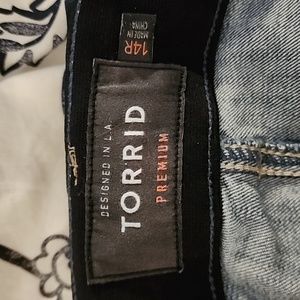 14R
MADE IN
CHINA
DESIGNED IN L.A.
TORRID
PREMIUM